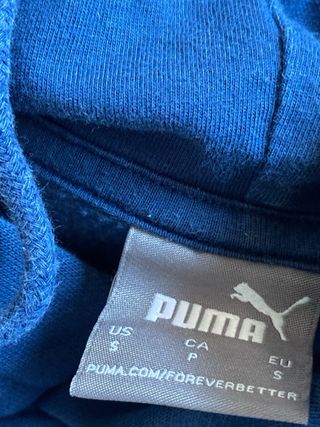 PUMA
US CA EU
S P S
PUMA.COM/FOREVERBETTER